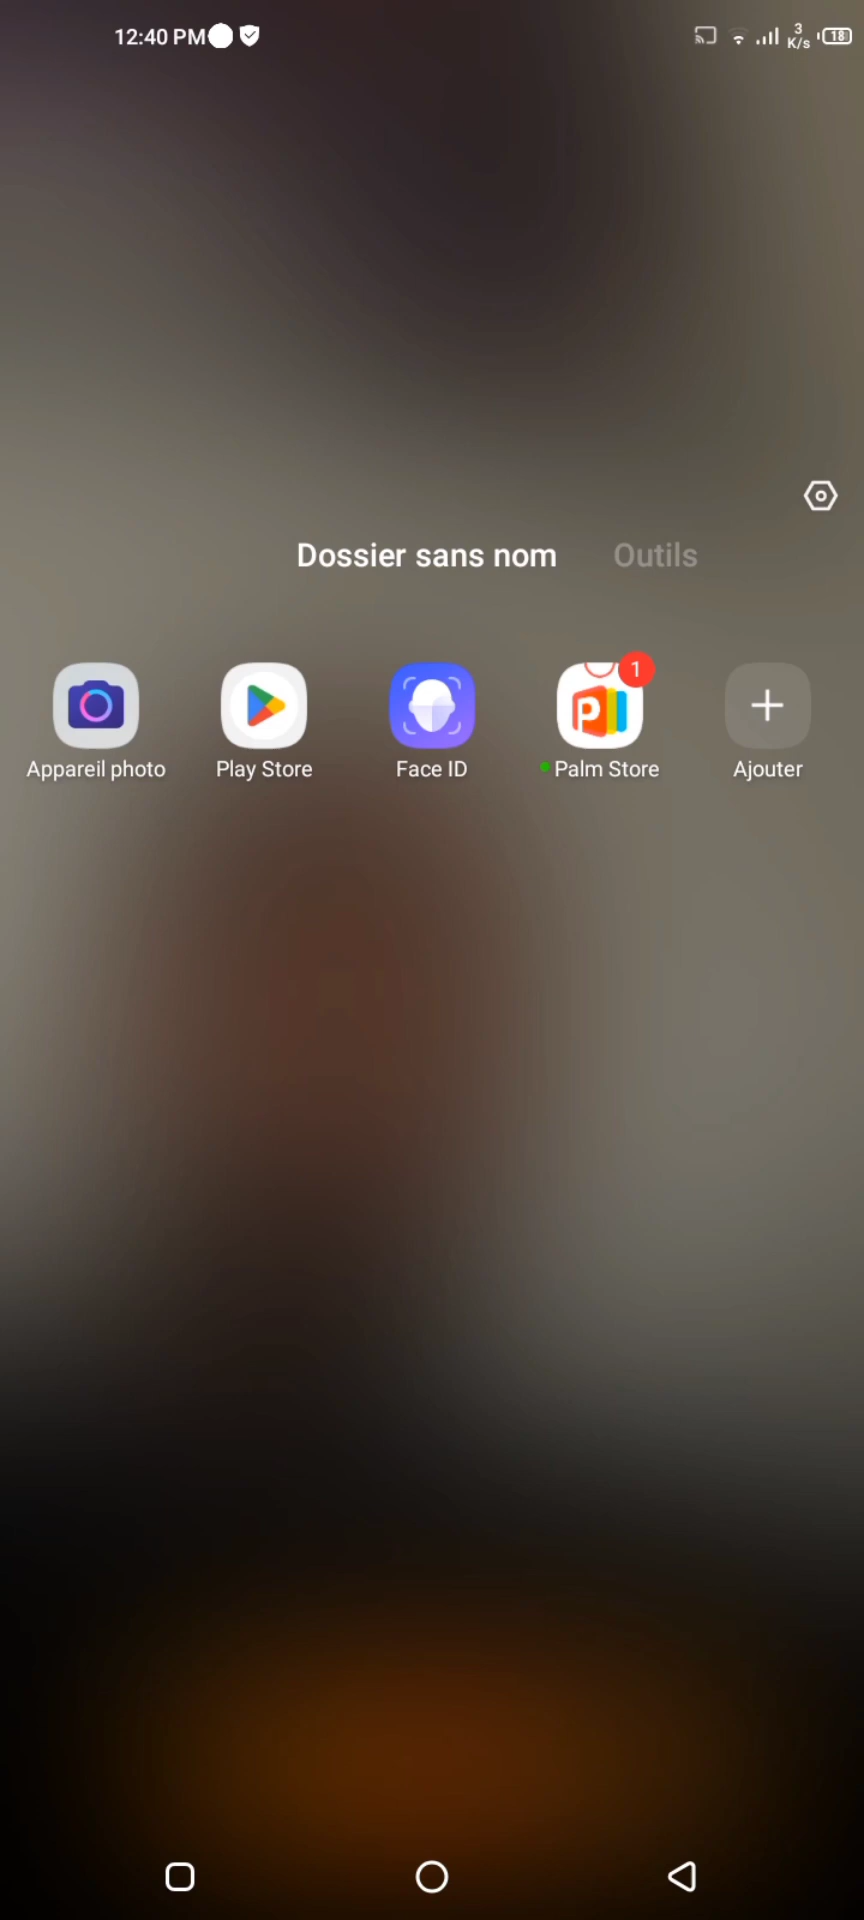 12:40 PM
3
K/s
18
Dossier sans nom
Outils
1
Appareil photo
Play Store
Face ID
Palm Store
Ajouter